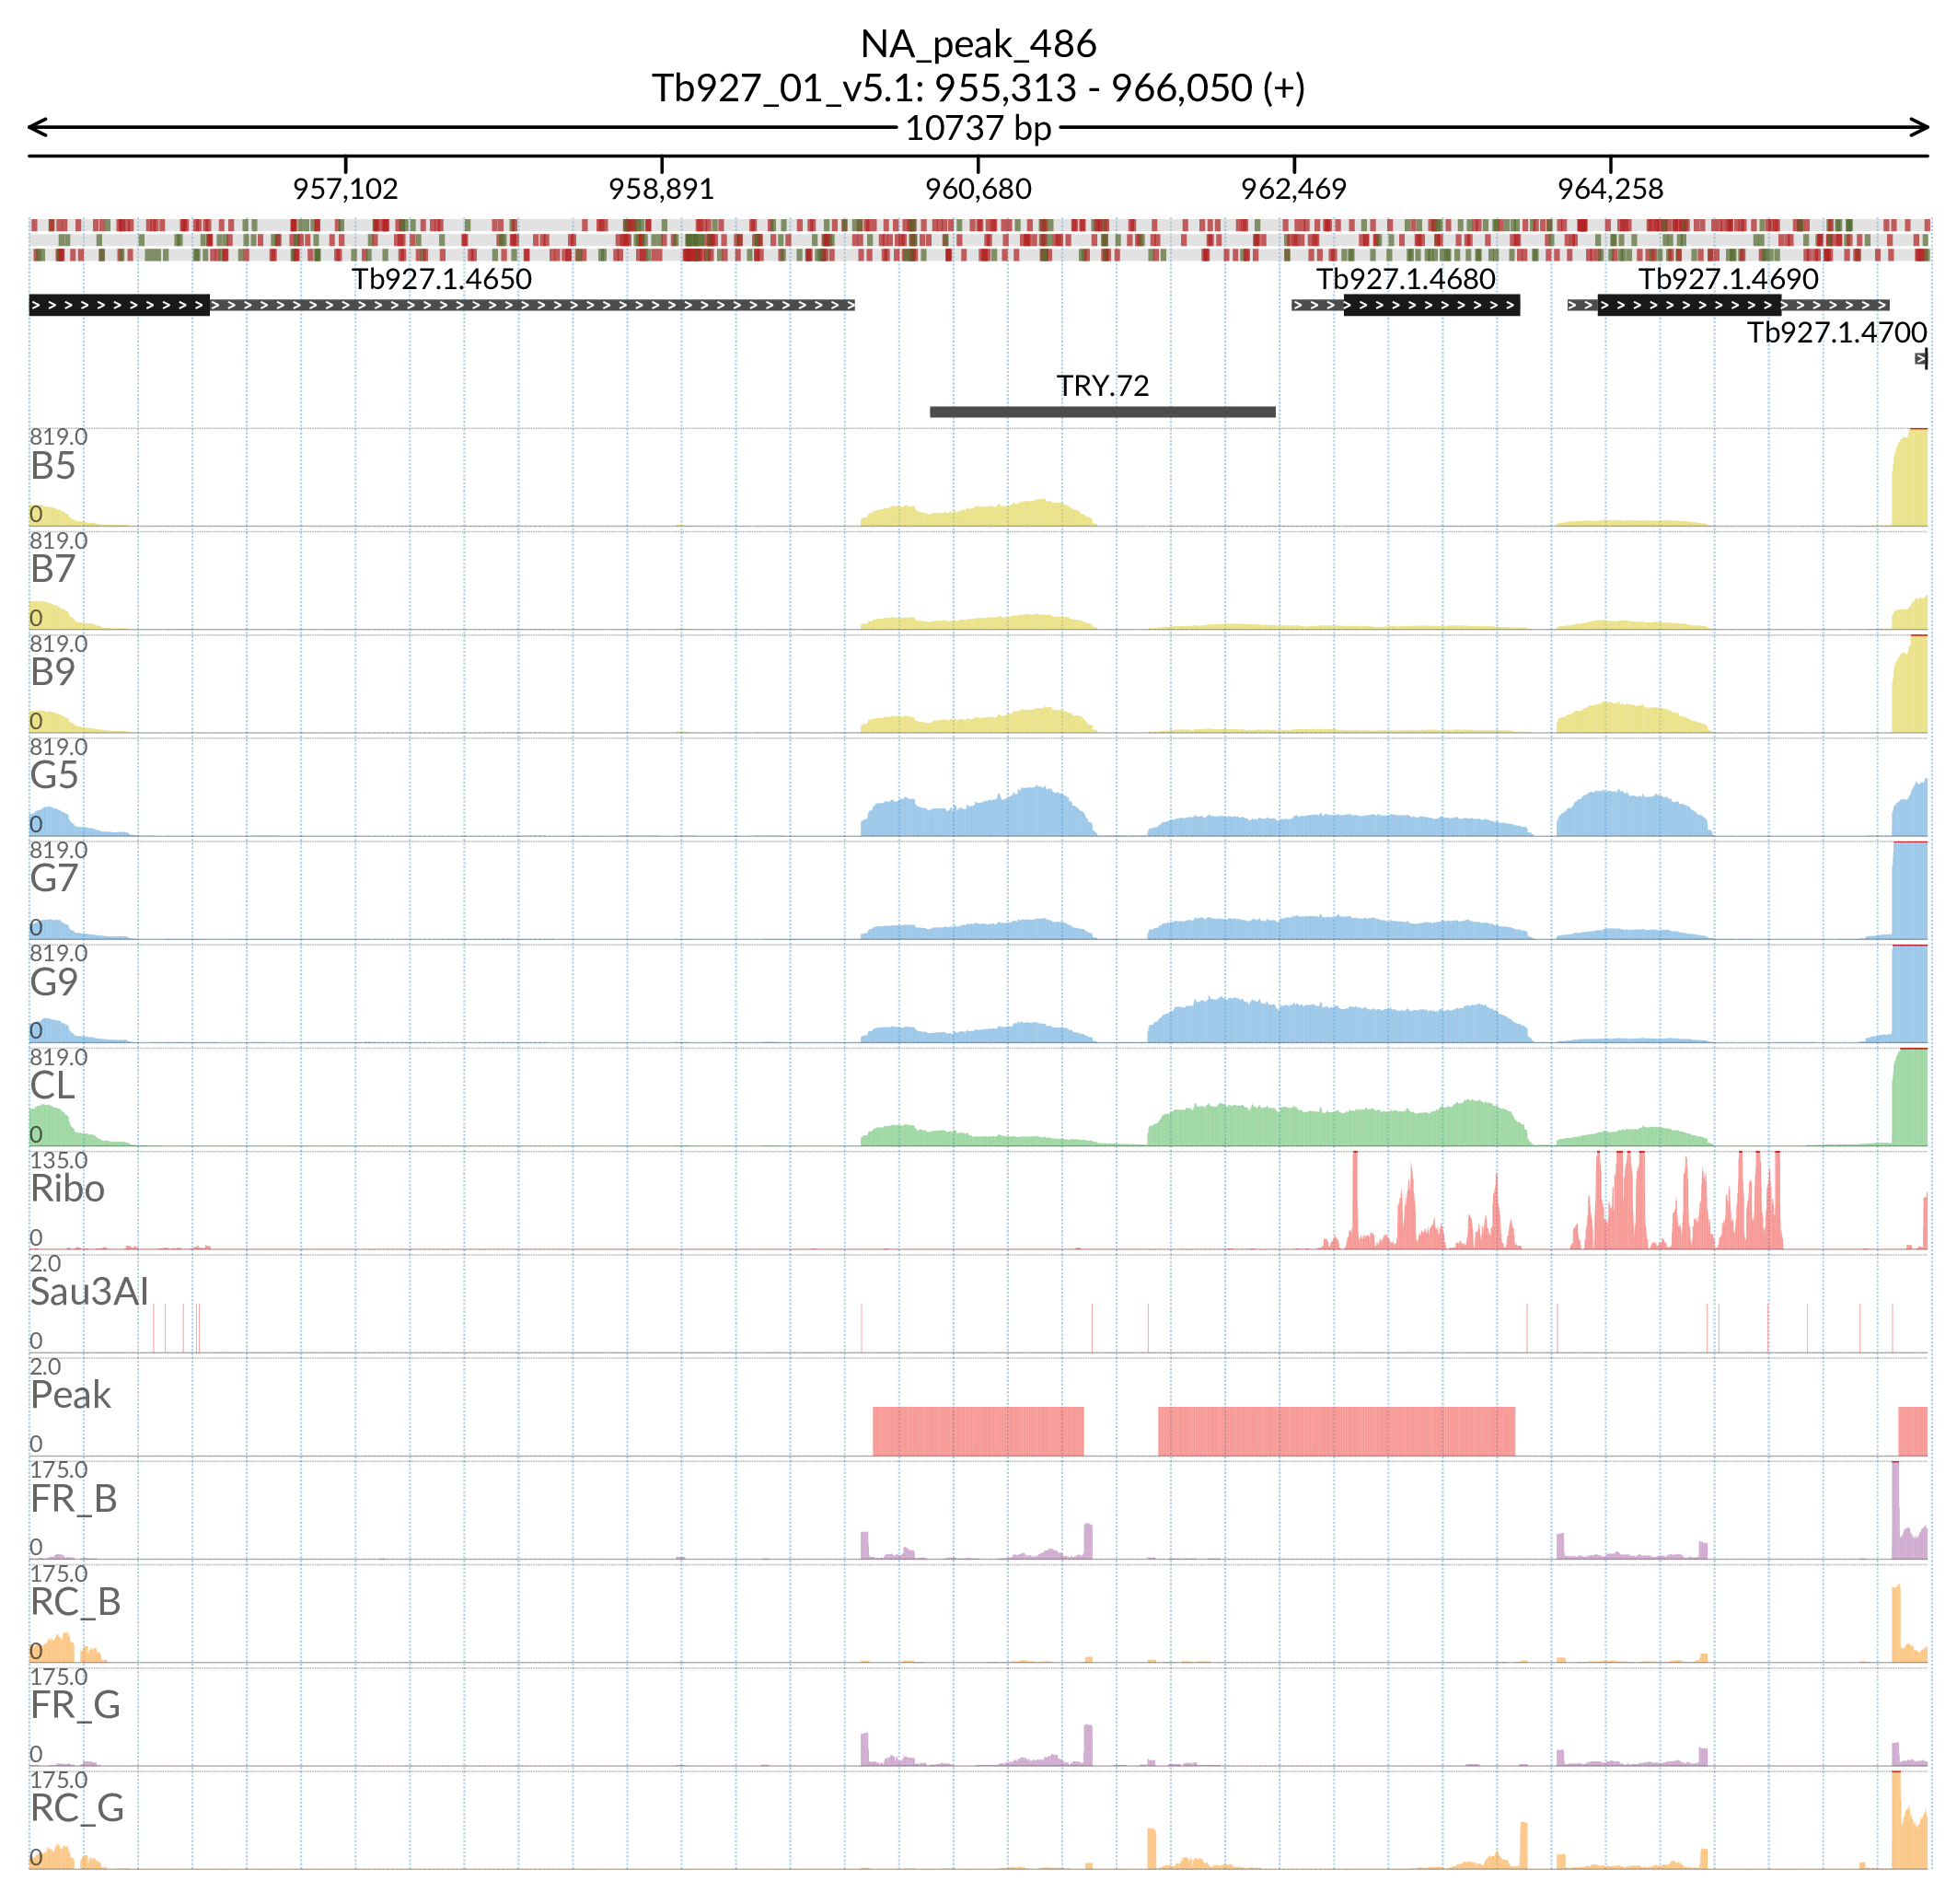 NA_peak_486
Tb927_01_v5.1: 955,313 - 966,050 (+)
10737 bp
957,102 958,891 960,680 962,469 964,258
Tb927.1.4650 Tb927.1.4680 Tb927.1.4690
Tb927.1.4700
TRY.72
819.0
B5
0
819.0
B7
0
819.0
B9
0
819.0
G5
0
819.0
G7
0
819.0
G9
0
819.0
CL
0
135.0
Ribo
0
2.0
Sau3AI
0
2.0
Peak
0
175.0
FR_B
0
175.0
RC_B
0
175.0
FR_G
0
175.0
RC_G
0